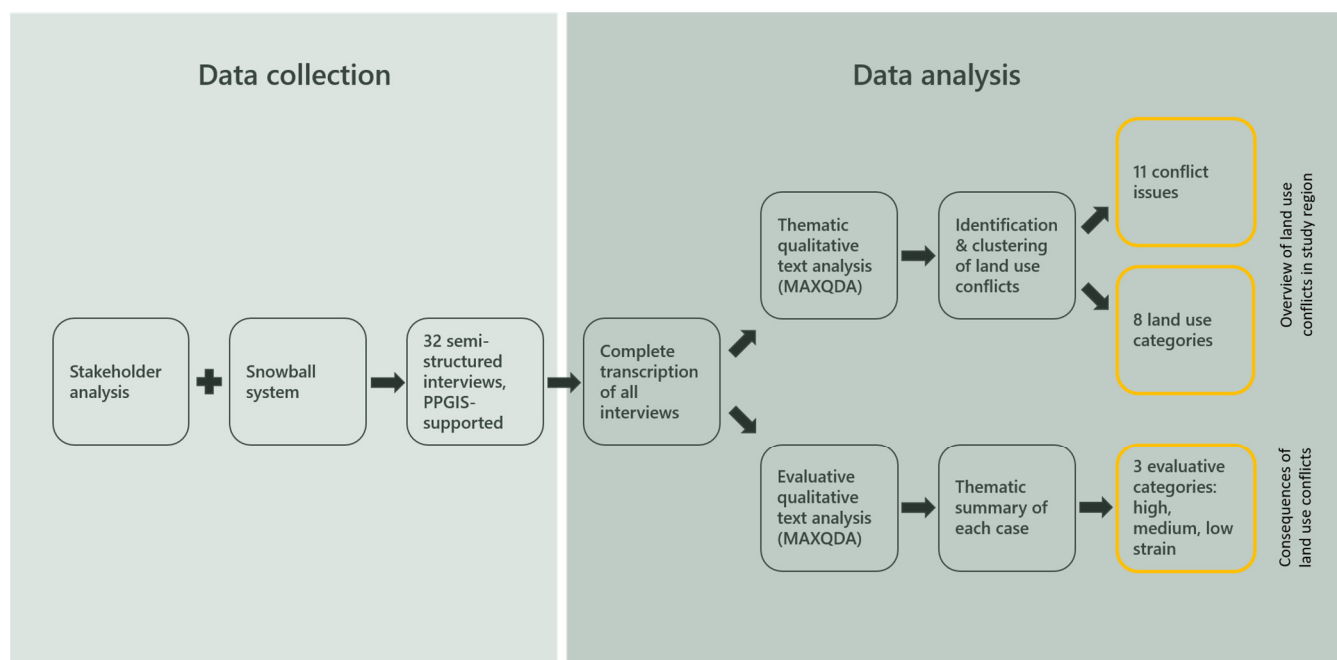 Data collection
Data analysis
Stakeholder
analysis
Snowball
system
32 semi-
structured
interviews,
PPGIS-
supported
Complete
transcription
of all
interviews
Thematic
qualitative
text analysis
(MAXQDA)
Identification
& clustering
of land use
conflicts
11 conflict
issues
8 land use
categories
Overview of land use
conflicts in study region
Evaluative
qualitative
text analysis
(MAXQDA)
Thematic
summary of
each case
3 evaluative
categories:
high,
medium, low
strain
Consequences of
land use conflicts